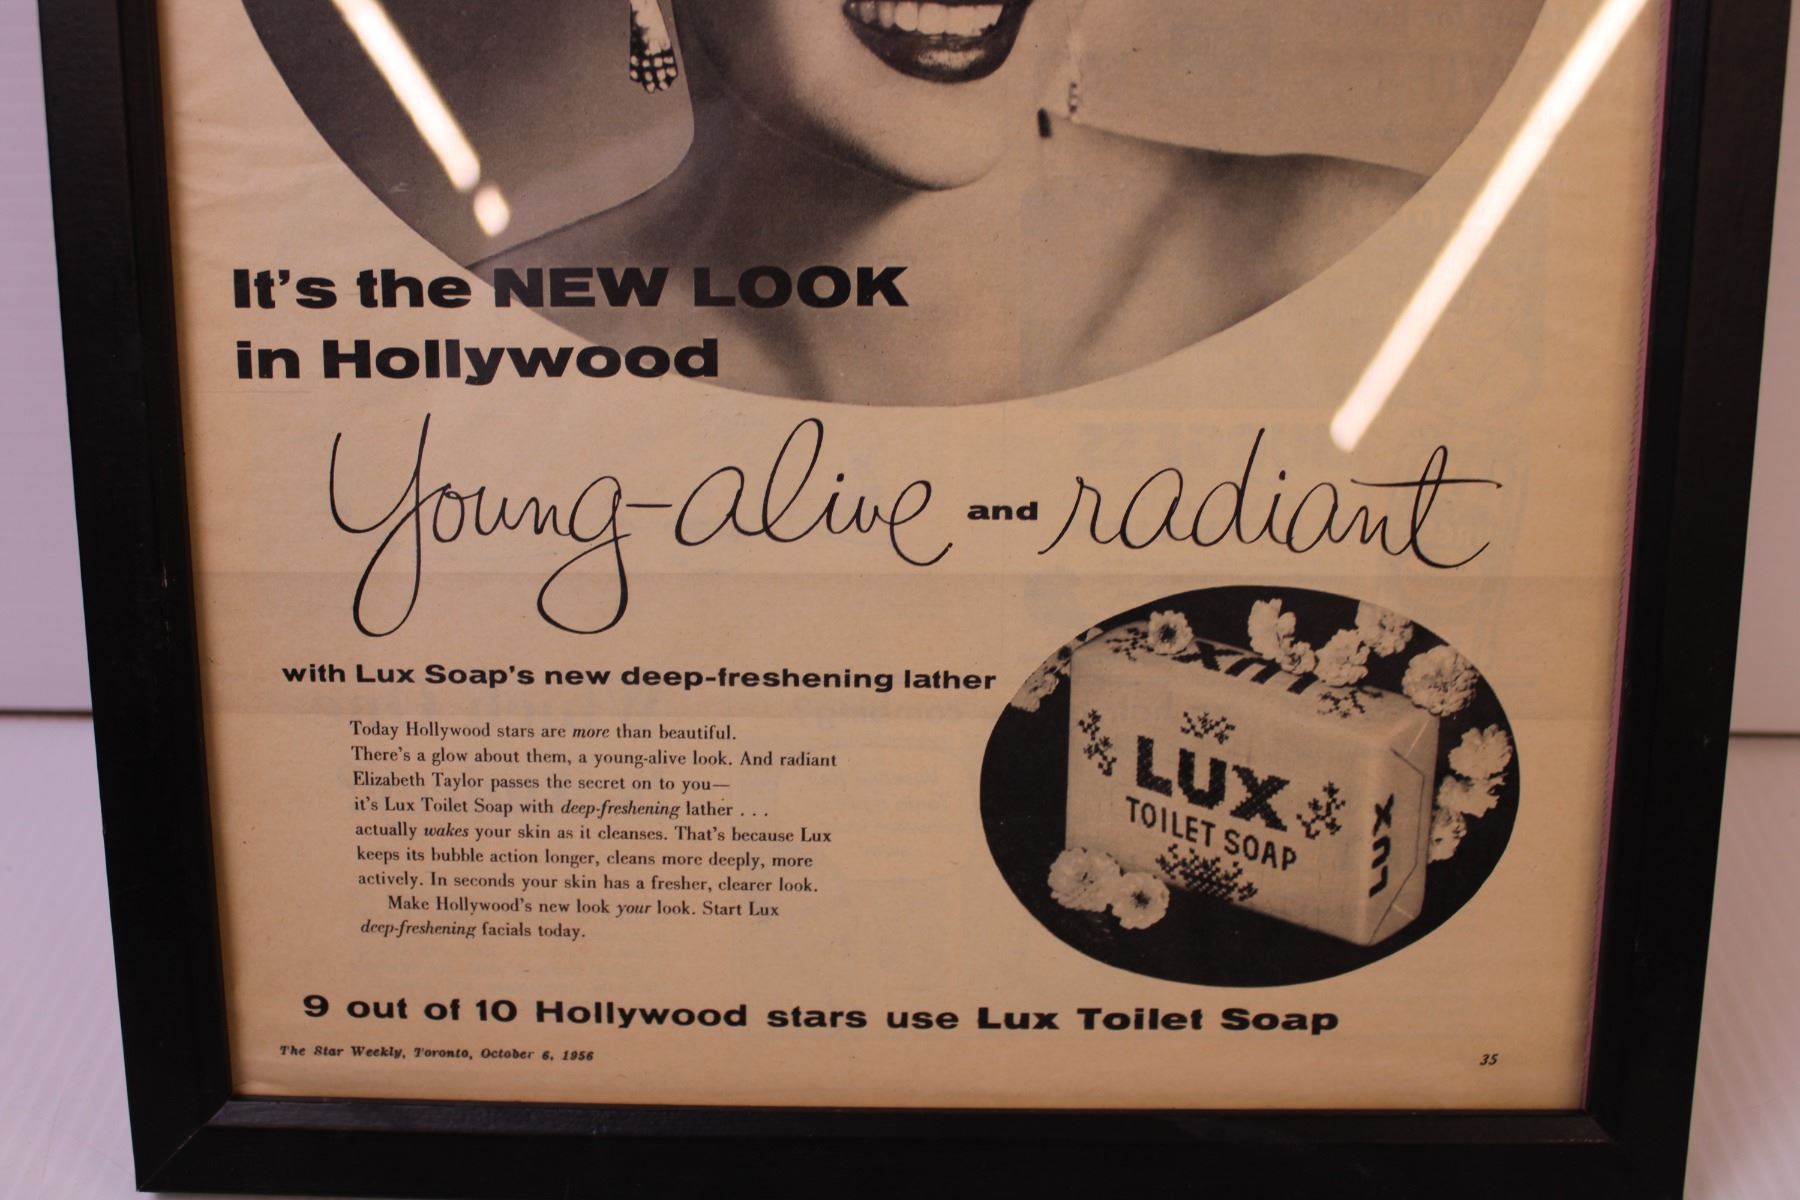 It's the NEW LOOK
in Hollywood
Young-alive and radiant
with Lux Soap's new deep-freshening lather
Today Hollywood stars are more than beautiful.
There's a glow about them, a young-alive look. And radiant
Elizabeth Taylor passes the secret on to you—
it's Lux Toilet Soap with deep-freshening lather . . .
actually wakes your skin as it cleanses. That's because Lux
keeps its bubble action longer, cleans more deeply, more
actively. In seconds your skin has a fresher, clearer look.
Make Hollywood's new look your look. Start Lux
deep-freshening facials today.
LUX
LUX
TOILET SOAP
LUX
9 out of 10 Hollywood stars use Lux Toilet Soap
The Star Weekly, Toronto, October 6, 1956
35